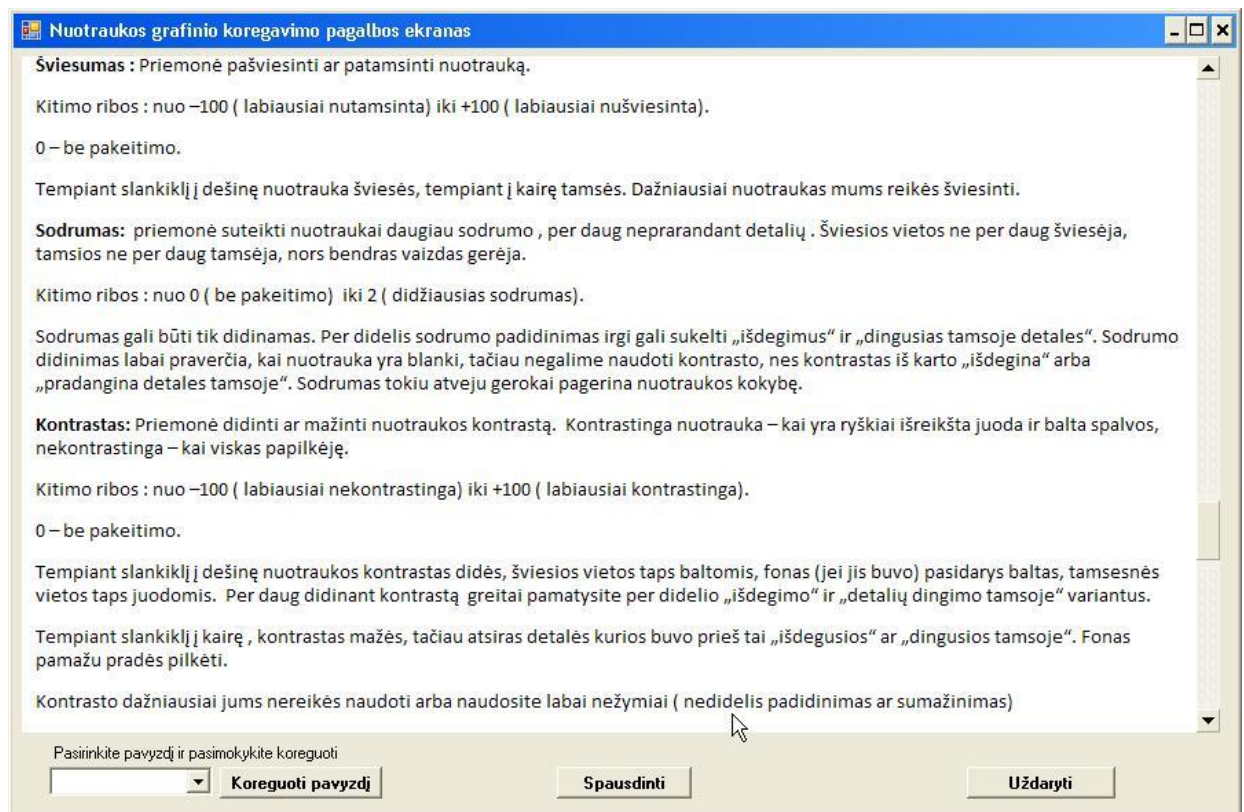 Nuotraukos grafinio koregavimo pagalbos ekranas
Šviesumas : Priemonė pašviesinti ar patamsinti nuotrauką.
Kitimo ribos : nuo –100 ( labiausiai nutamsinta) iki +100 ( labiausiai nušviesinta).
0 – be pakeitimo.
Tempiant slankiklį į dešinę nuotrauka šviesės, tempiant į kairę tamsės. Dažniausiai nuotraukas mums reikės šviesinti.
Sodrumas:  priemonė suteikti nuotraukai daugiau sodrumo , per daug neprarandant detalių . Šviesios vietos ne per daug šviesėja,
tamsios ne per daug tamsėja, nors bendras vaizdas gerėja.
Kitimo ribos : nuo 0 ( be pakeitimo)  iki 2 ( didžiausias sodrumas).
Sodrumas gali būti tik didinamas. Per didelis sodrumo padidinimas irgi gali sukelti „išdegimus“ ir „dingusias tamsoje detales“. Sodrumo
didinimas labai praverčia, kai nuotrauka yra blanki, tačiau negalime naudoti kontrasto, nes kontrastas iš karto „išdegina“ arba
„pradangina detales tamsoje“. Sodrumas tokiu atveju gerokai pagerina nuotraukos kokybę.
Kontrastas: Priemonė didinti ar mažinti nuotraukos kontrastą.  Kontrastinga nuotrauka – kai yra ryškiai išreikšta juoda ir balta spalvos,
nekontrastinga – kai viskas papilkėję.
Kitimo ribos : nuo –100 ( labiausiai nekontrastinga) iki +100 ( labiausiai kontrastinga).
0 – be pakeitimo.
Tempiant slankiklį į dešinę nuotraukos kontrastas didės, šviesios vietos taps baltomis, fonas (jei jis buvo) pasidarys baltas, tamsesnės
vietos taps juodomis.  Per daug didinant kontrastą  greitai pamatysite per didelio „išdegimo“ ir „detalių dingimo tamsoje“ variantus.
Tempiant slankiklį į kairę , kontrastas mažės, tačiau atsiras detalės kurios buvo prieš tai „išdegusios“ ar „dingusios tamsoje“. Fonas
pamažu pradės pilkėti.
Kontrasto dažniausiai jums nereikės naudoti arba naudosite labai nežymiai ( nedidelis padidinimas ar sumažinimas)
Pasirinkite pavyzdį ir pasimokykite koreguoti
Koreguoti pavyzdį
Spausdinti
Uždaryti